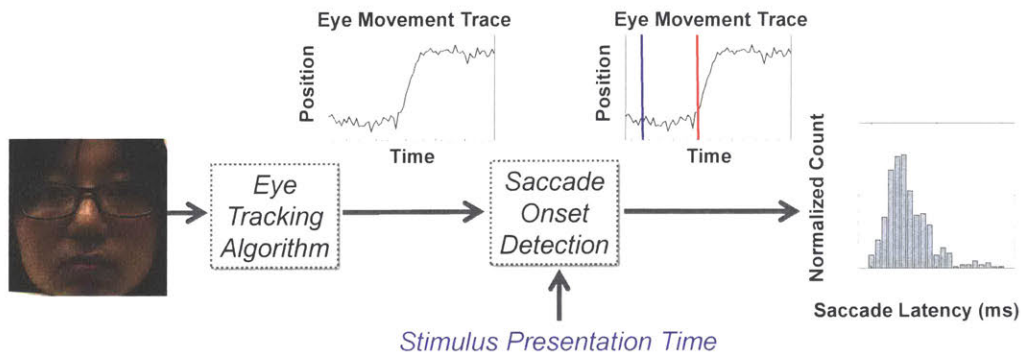 Eye Movement Trace
Position
Time
Eye Movement Trace
Position
Time
Eye
Tracking
Algorithm
Saccade
Onset
Detection
Stimulus Presentation Time
Normalized Count
Saccade Latency (ms)